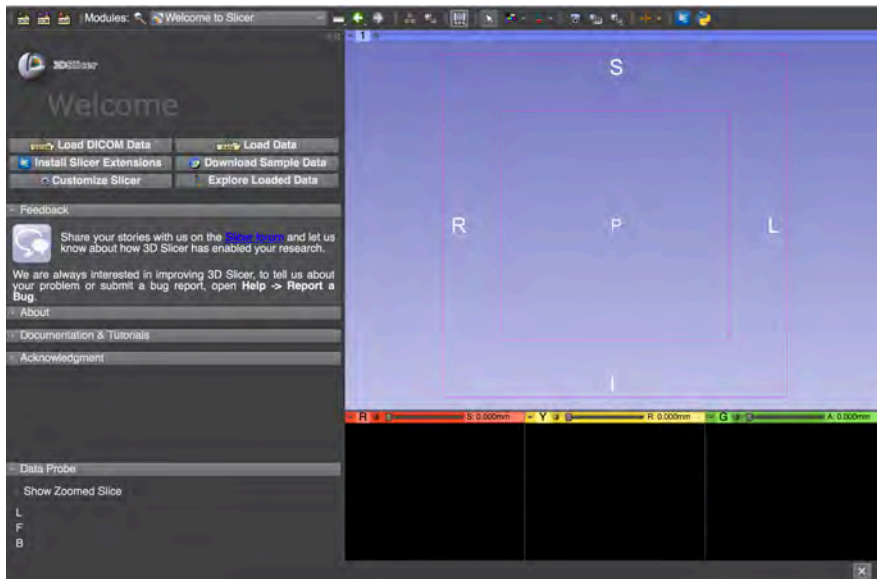 Modules: Welcome to Slicer
1
3DSlicer
Welcome
Load DICOM Data
Load Data
Install Slicer Extensions
Download Sample Data
Customize Slicer
Explore Loaded Data
Feedback
Share your stories with us on the Slicer forum and let us
know about how 3D Slicer has enabled your research.
We are always interested in improving 3D Slicer, to tell us about
your problem or submit a bug report, open Help -> Report a
Bug.
About
Documentation & Tutorials
Acknowledgment
Data Probe
Show Zoomed Slice
L
F
B
S
R
P
L
I
R
S: 0.000mm
Y
R: 0.000mm
G
A: 0.000mm